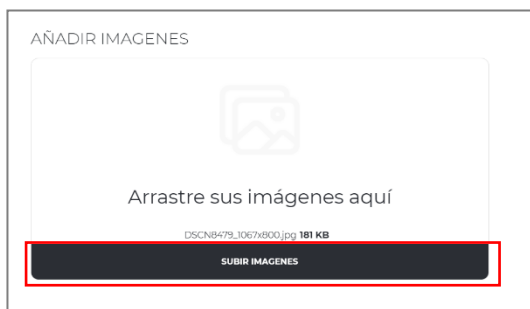 AÑADIR IMAGENES
Arrastre sus imágenes aquí
DSCN8479_1067x800.jpg 181 KB
SUBIR IMAGENES